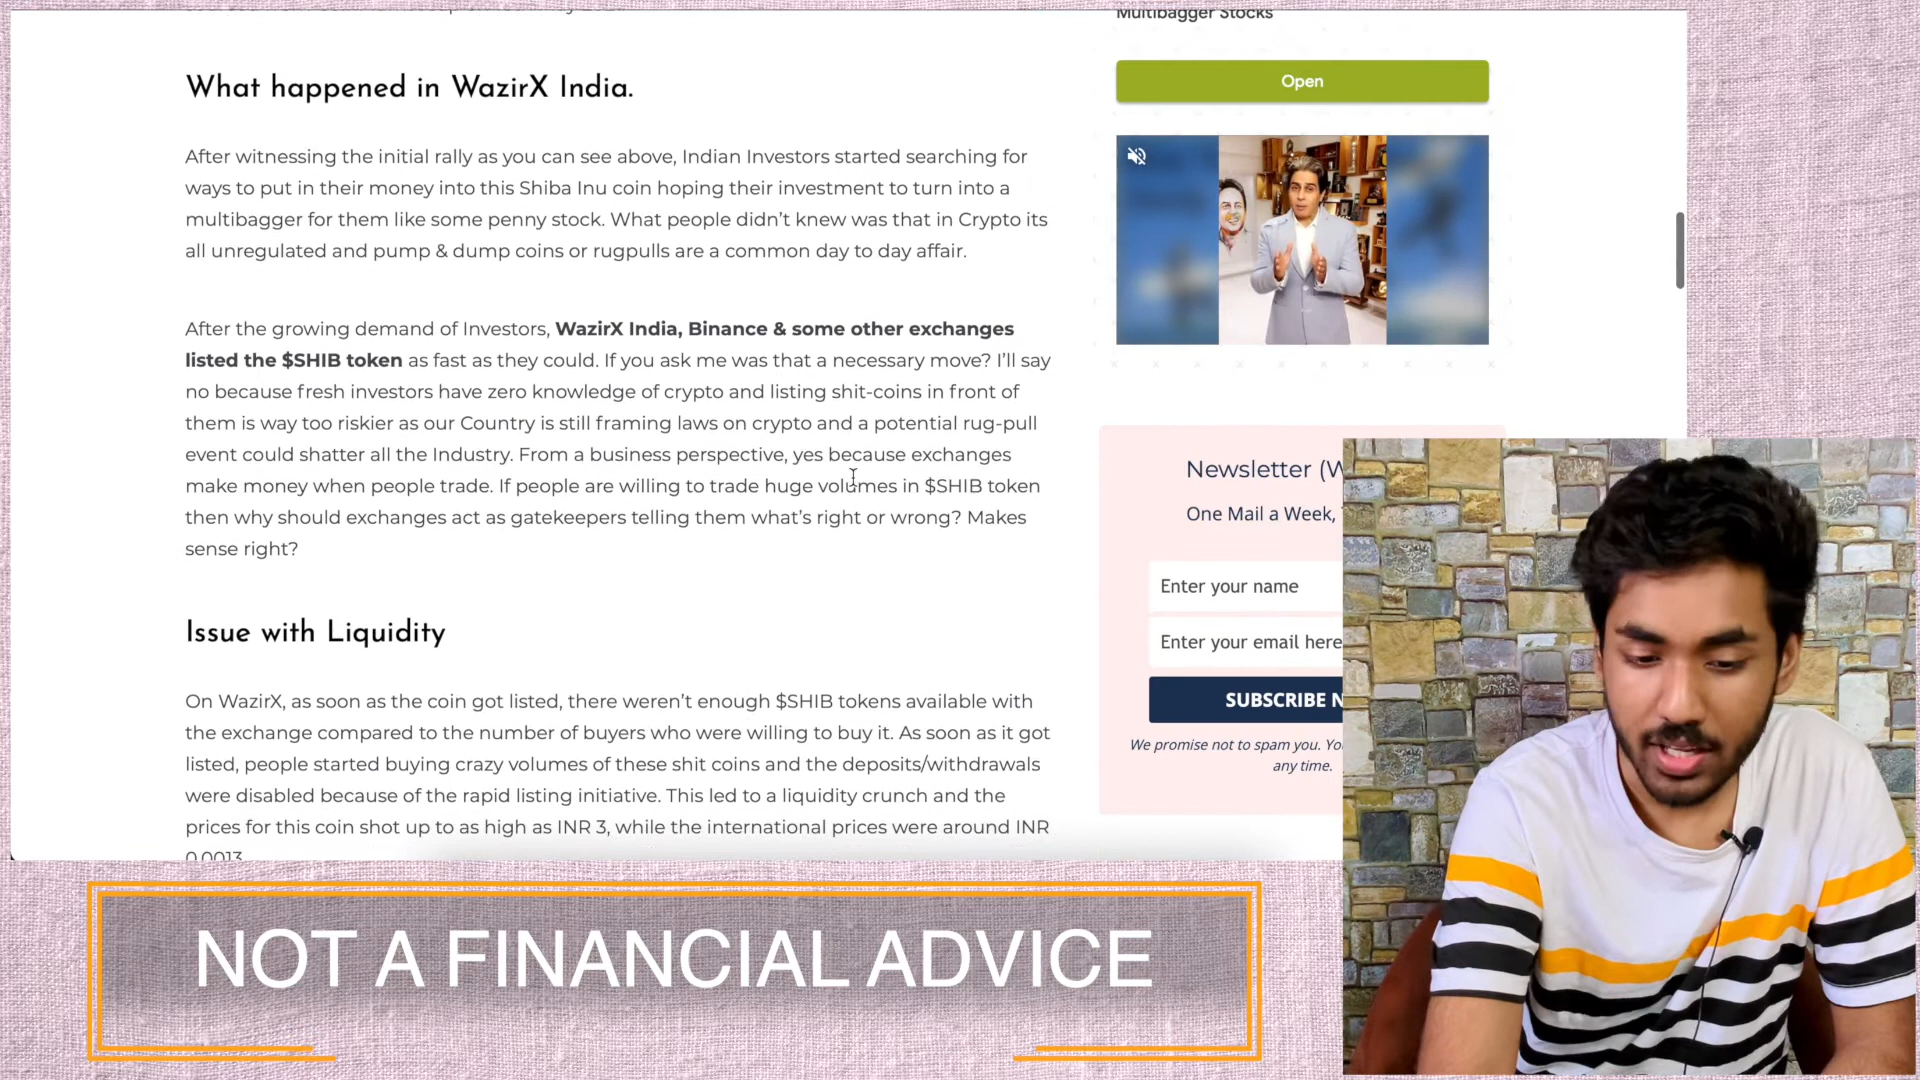 Multibagger Stocks
Open
What happened in WazirX India.
After witnessing the initial rally as you can see above, Indian Investors started searching for
ways to put in their money into this Shiba Inu coin hoping their investment to turn into a
multibagger for them like some penny stock. What people didn't knew was that in Crypto its
all unregulated and pump & dump coins or rugpulls are a common day to day affair.
After the growing demand of Investors, WazirX India, Binance & some other exchanges
listed the $SHIB token as fast as they could. If you ask me was that a necessary move? I'll say
no because fresh investors have zero knowledge of crypto and listing shit-coins in front of
them is way too riskier as our Country is still framing laws on crypto and a potential rug-pull
event could shatter all the Industry. From a business perspective, yes because exchanges
make money when people trade. If people are willing to trade huge volumes in $SHIB token
then why should exchanges act as gatekeepers telling them what's right or wrong? Makes
sense right?
Issue with Liquidity
On WazirX, as soon as the coin got listed, there weren't enough $SHIB tokens available with
the exchange compared to the number of buyers who were willing to buy it. As soon as it got
listed, people started buying crazy volumes of these shit coins and the deposits/withdrawals
were disabled because of the rapid listing initiative. This led to a liquidity crunch and the
prices for this coin shot up to as high as INR 3, while the international prices were around INR
0.0013
Newsletter (W
One Mail a Week,
Enter your name
Enter your email here
SUBSCRIBE N
We promise not to spam you. Yo
any time.
NOT A FINANCIAL ADVICE